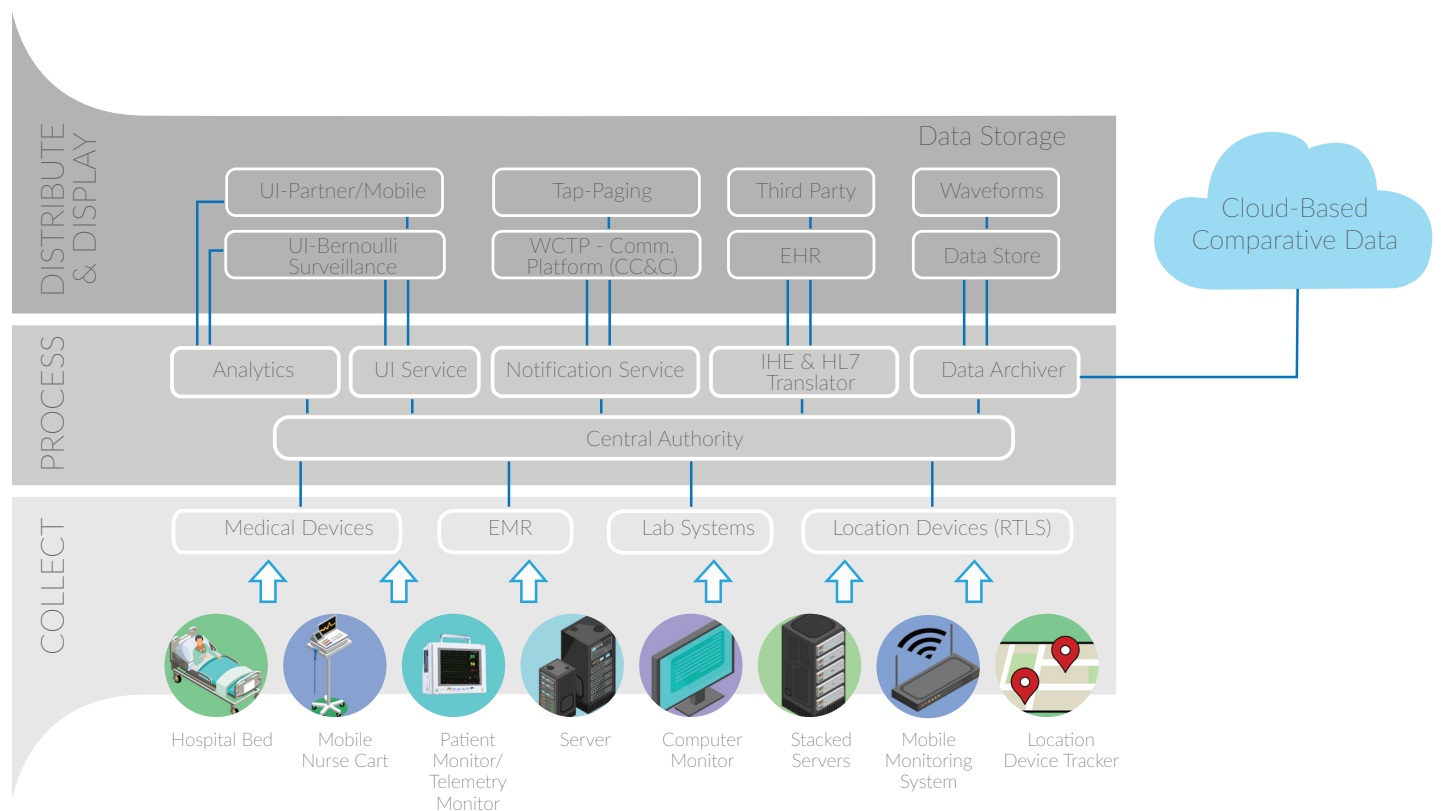 DISTRIBUTE
& DISPLAY
Data Storage
UI-Partner/Mobile
Tap-Paging
Third Party
Waveforms
UI-Bernoulli
Surveillance
WCTP - Comm.
Platform (CC&C)
EHR
Data Store
Cloud-Based
Comparative Data
PROCESS
Analytics
UI Service
Notification Service
IHE & HL7
Translator
Data Archiver
Central Authority
COLLECT
Medical Devices
EMR
Lab Systems
Location Devices (RTLS)
Hospital Bed
Mobile
Nurse Cart
Patient
Monitor/
Telemetry
Monitor
Server
Computer
Monitor
Stacked
Servers
Mobile
Monitoring
System
Location
Device Tracker